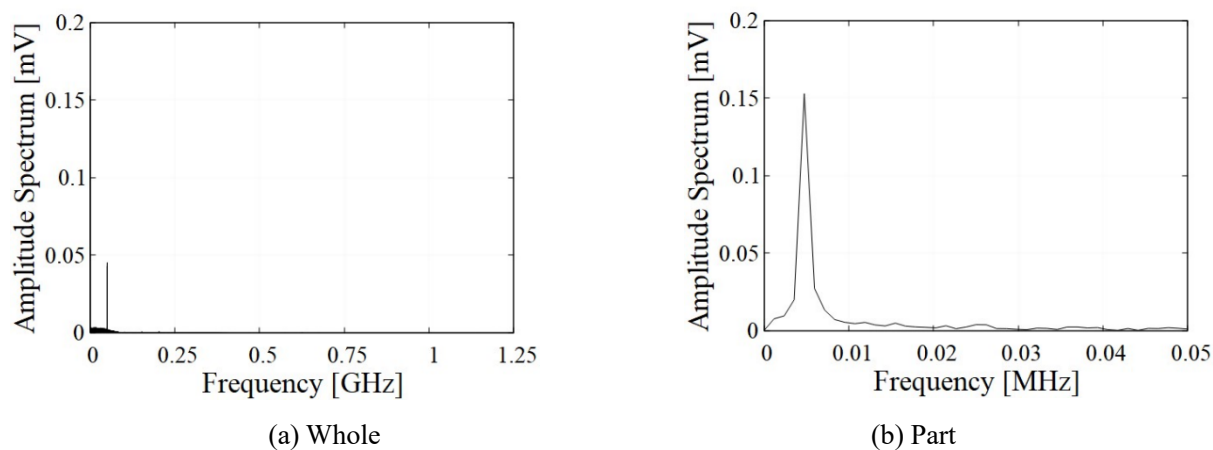 0.2
0.15
0.1
0.05
0
Amplitude Spectrum [mV]
0 0.25 0.5 0.75 1 1.25
Frequency [GHz]
(a) Whole
0.2
0.15
0.1
0.05
0
Amplitude Spectrum [mV]
0 0.01 0.02 0.03 0.04 0.05
Frequency [MHz]
(b) Part